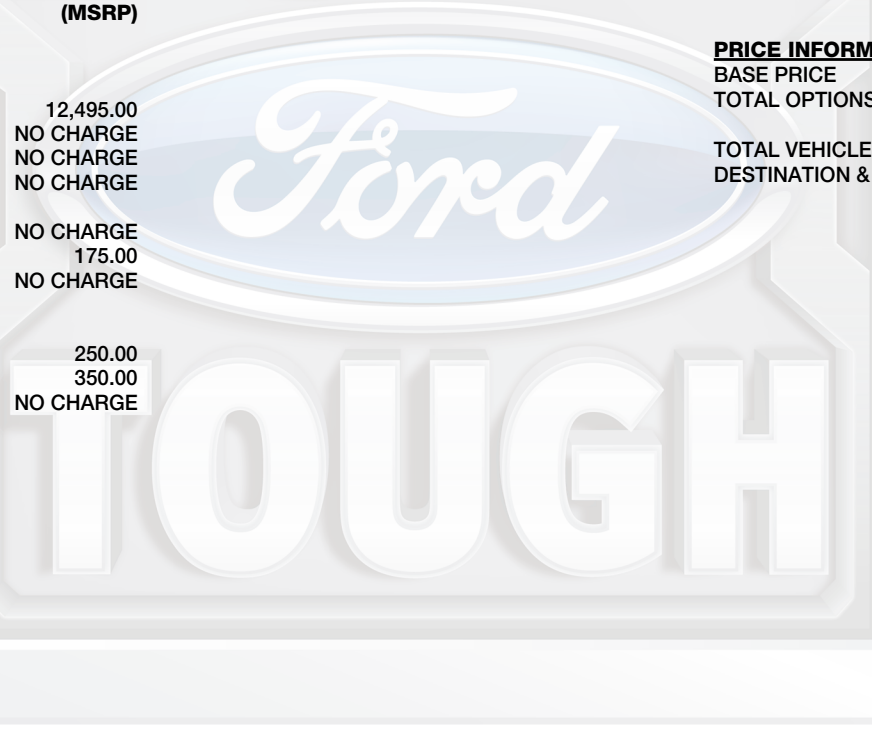 (MSRP)
12,495.00
NO CHARGE
NO CHARGE
NO CHARGE
NO CHARGE
175.00
NO CHARGE
250.00
350.00
NO CHARGE
PRICE INFORM
BASE PRICE
TOTAL OPTIONS
TOTAL VEHICLE
DESTINATION &
Ford
TOUGH